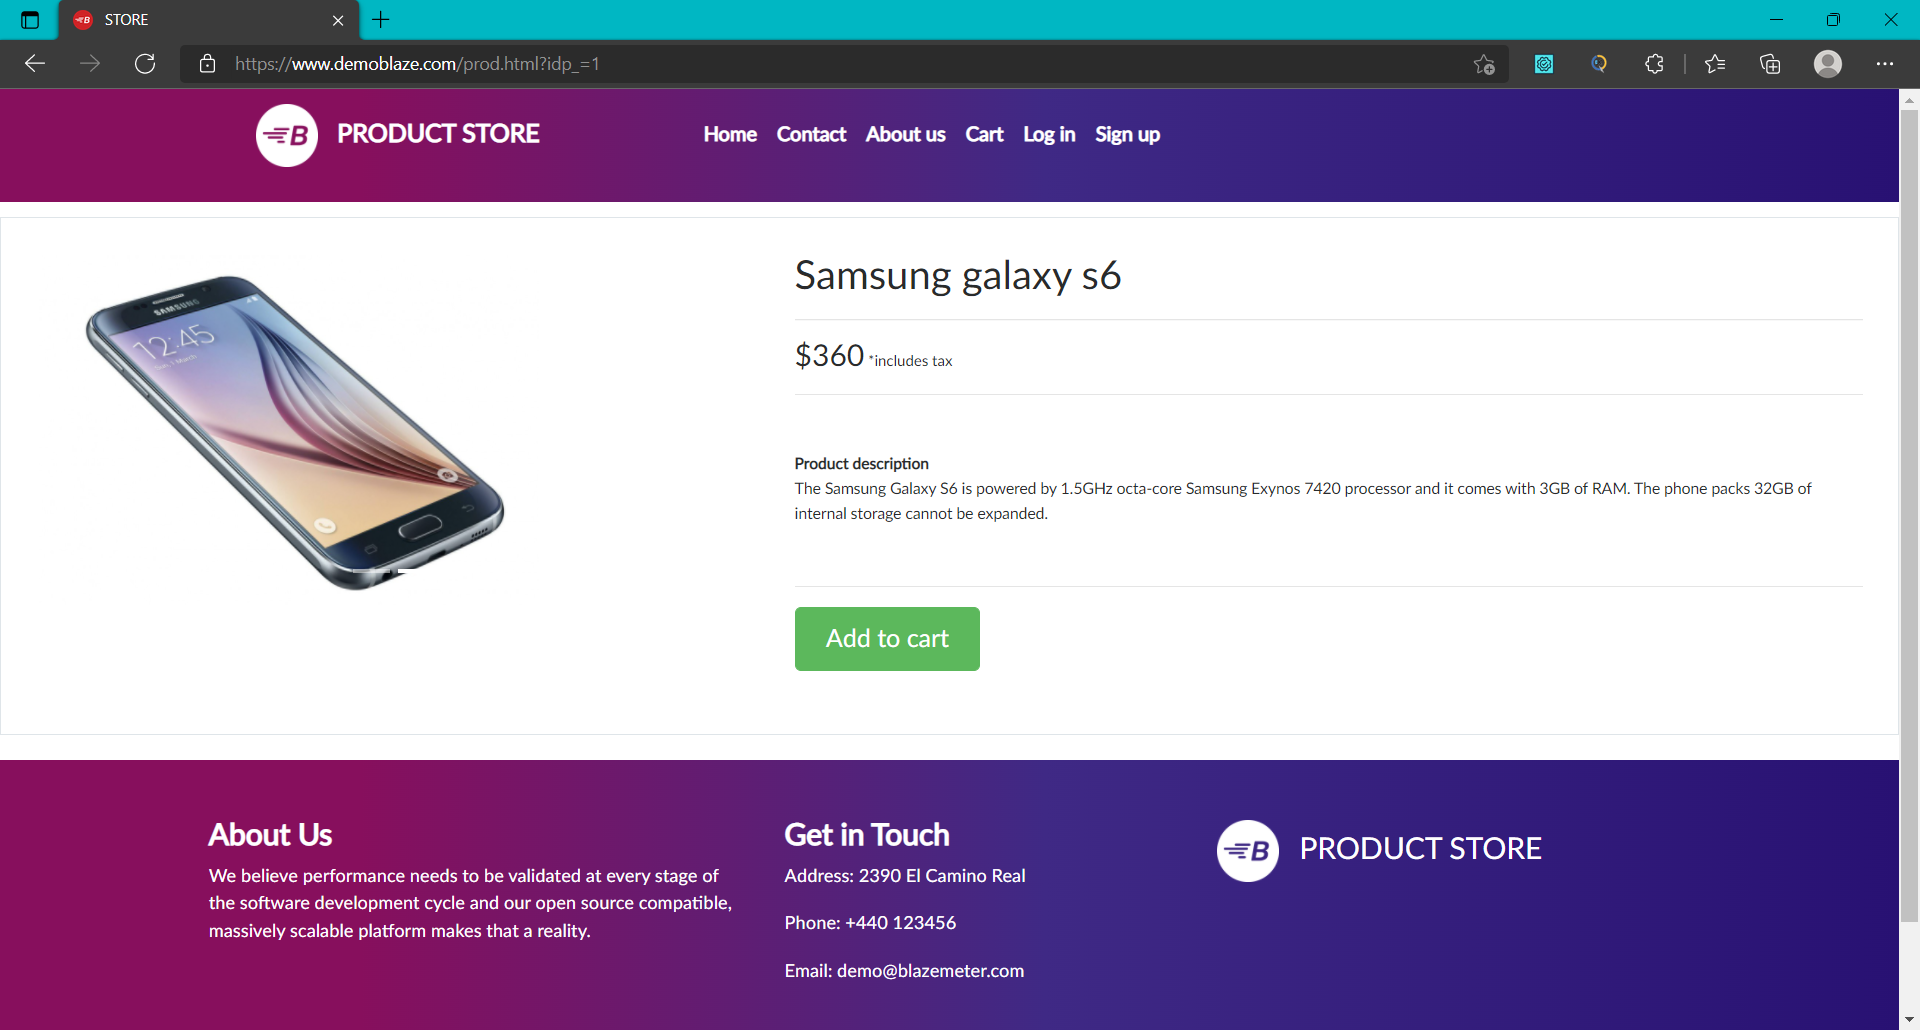 STORE
https://www.demoblaze.com/prod.html?idp_=1
B PRODUCT STORE
Home Contact About us Cart Log in Sign up
SAMSUNG
12:45
Sun, 1 March
Samsung galaxy s6
$360 *includes tax
Product description
The Samsung Galaxy S6 is powered by 1.5GHz octa-core Samsung Exynos 7420 processor and it comes with 3GB of RAM. The phone packs 32GB of
internal storage cannot be expanded.
Add to cart
About Us
We believe performance needs to be validated at every stage of
the software development cycle and our open source compatible,
massively scalable platform makes that a reality.
Get in Touch
Address: 2390 El Camino Real
Phone: +440 123456
Email: demo@blazemeter.com
B PRODUCT STORE